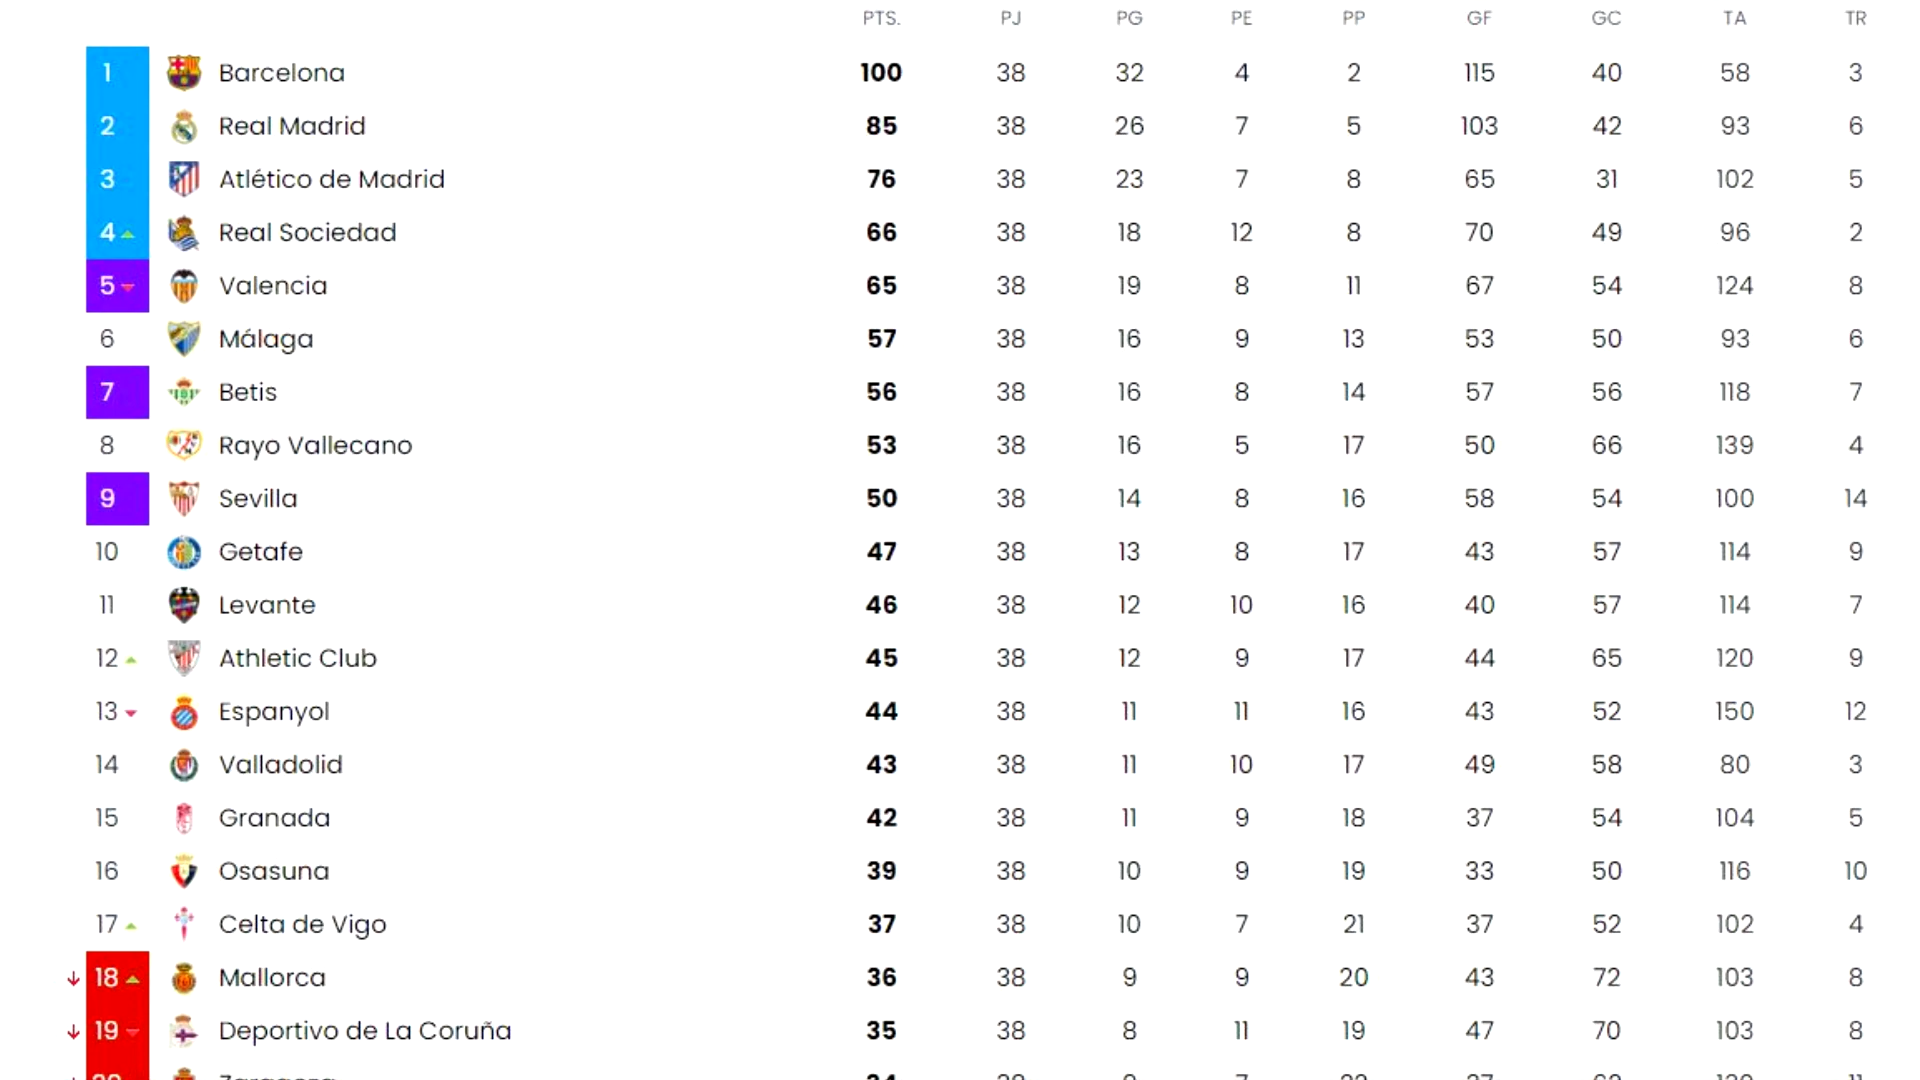 PTS. PJ PG PE PP GF GC TA TR
1 Barcelona 100 38 32 4 2 115 40 58 3
2 Real Madrid 85 38 26 7 5 103 42 93 6
3 Atlético de Madrid 76 38 23 7 8 65 31 102 5
4 Real Sociedad 66 38 18 12 8 70 49 96 2
5 Valencia 65 38 19 8 11 67 54 124 8
6 Málaga 57 38 16 9 13 53 50 93 6
7 Betis 56 38 16 8 14 57 56 118 7
8 Rayo Vallecano 53 38 16 5 17 50 66 139 4
9 Sevilla 50 38 14 8 16 58 54 100 14
10 Getafe 47 38 13 8 17 43 57 114 9
11 Levante 46 38 12 10 16 40 57 114 7
12 Athletic Club 45 38 12 9 17 44 65 120 9
13 Espanyol 44 38 11 11 16 43 52 150 12
14 Valladolid 43 38 11 10 17 49 58 80 3
15 Granada 42 38 11 9 18 37 54 104 5
16 Osasuna 39 38 10 9 19 33 50 116 10
17 Celta de Vigo 37 38 10 7 21 37 52 102 4
18 Mallorca 36 38 9 9 20 43 72 103 8
19 Deportivo de La Coruña 35 38 8 11 19 47 70 103 8